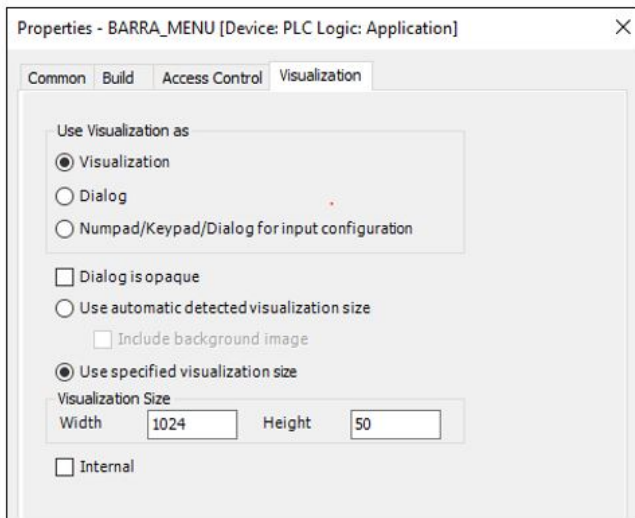 Properties - BARRA_MENU [Device: PLC Logic: Application]
Common Build Access Control Visualization
Use Visualization as
Visualization
Dialog
Numpad/Keypad/Dialog for input configuration
Dialog is opaque
Use automatic detected visualization size
Include background image
Use specified visualization size
Visualization Size
Width 1024 Height 50
Internal